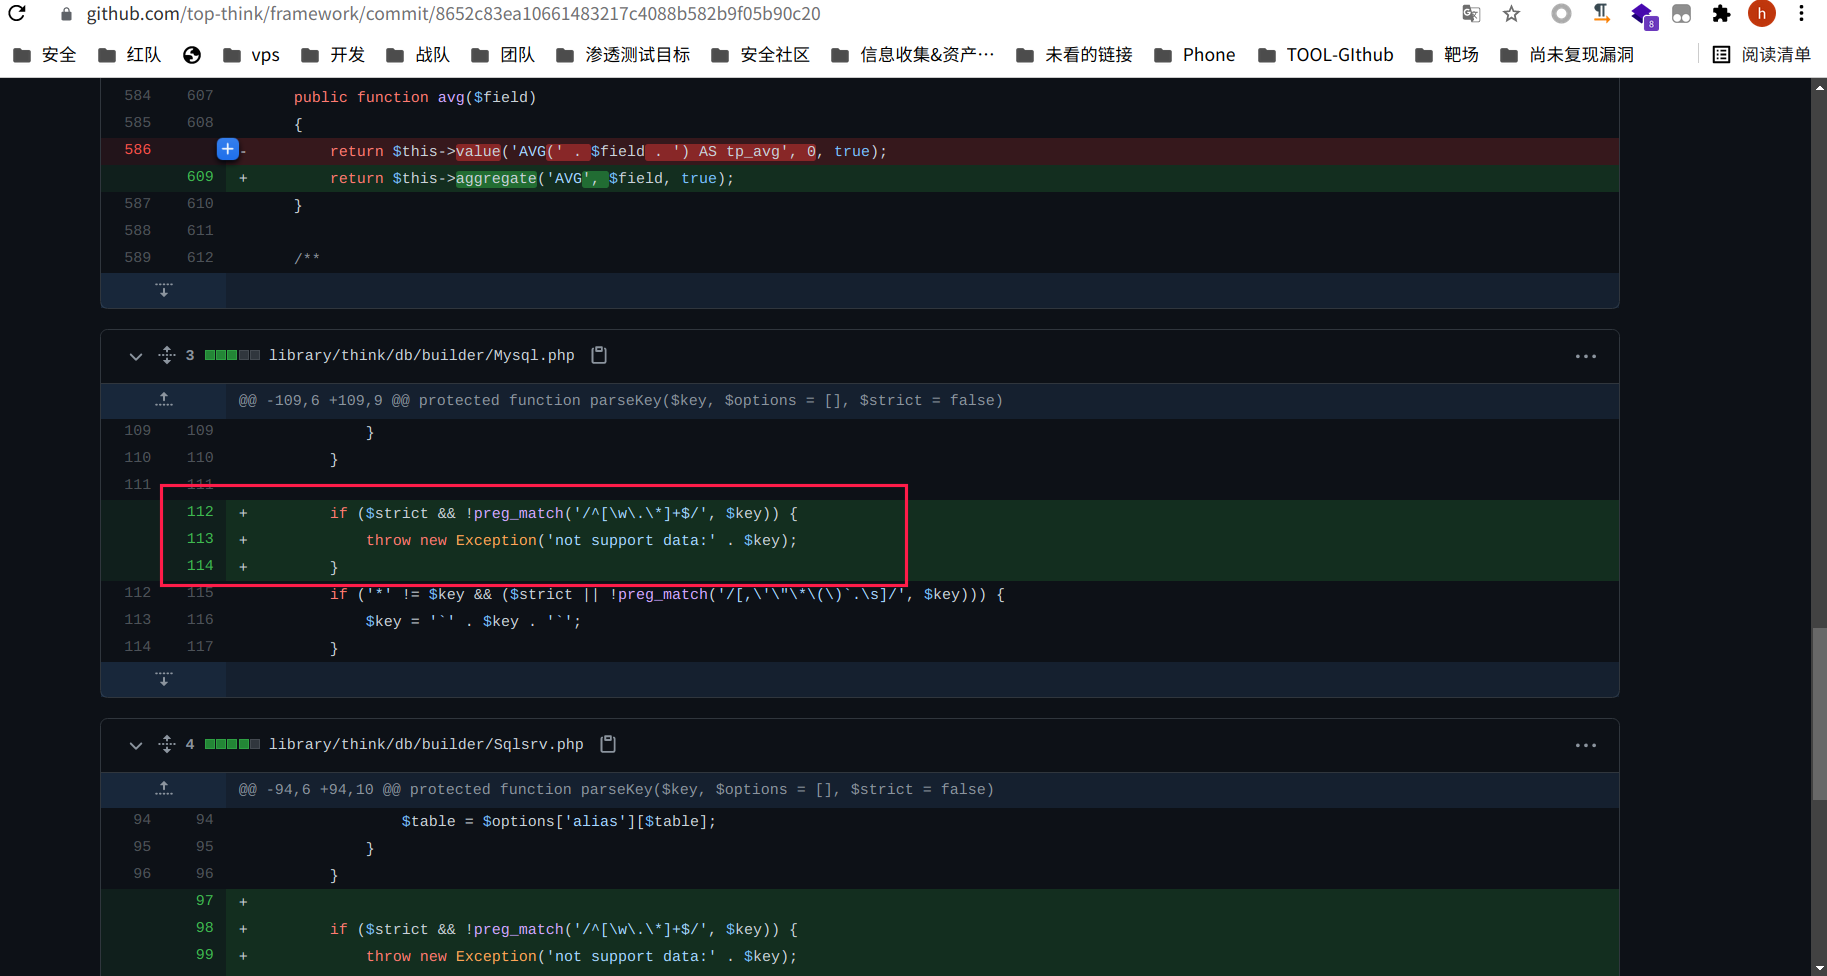 github.com/top-think/framework/commit/8652c83ea10661483217c4088b582b9f05b90c20
h
8
安全 红队 vps 开发 战队 团队 渗透测试目标 安全社区 信息收集&资产… 未看的链接 Phone TOOL-GIthub 靶场 尚未复现漏洞 阅读清单
584 607 public function avg($field)
585 608 {
586 - return $this->value('AVG(' . $field . ') AS tp_avg', 0, true);
609 + return $this->aggregate('AVG', $field, true);
587 610 }
588 611
589 612 /**
3 library/think/db/builder/Mysql.php
@@ -109,6 +109,9 @@ protected function parseKey($key, $options = [], $strict = false)
109 109 }
110 110 }
111 111
112 + if ($strict && !preg_match('/^[\w\.\*]+$/', $key)) {
113 + throw new Exception('not support data:' . $key);
114 + }
112 115 if ('*' != $key && ($strict || !preg_match('/[,\'\"\*\(\)`.\s]/', $key))) {
113 116 $key = '`' . $key . '`';
114 117 }
4 library/think/db/builder/Sqlsrv.php
@@ -94,6 +94,10 @@ protected function parseKey($key, $options = [], $strict = false)
94 94 $table = $options['alias'][$table];
95 95 }
96 96 }
97 +
98 + if ($strict && !preg_match('/^[\w\.\*]+$/', $key)) {
99 + throw new Exception('not support data:' . $key);